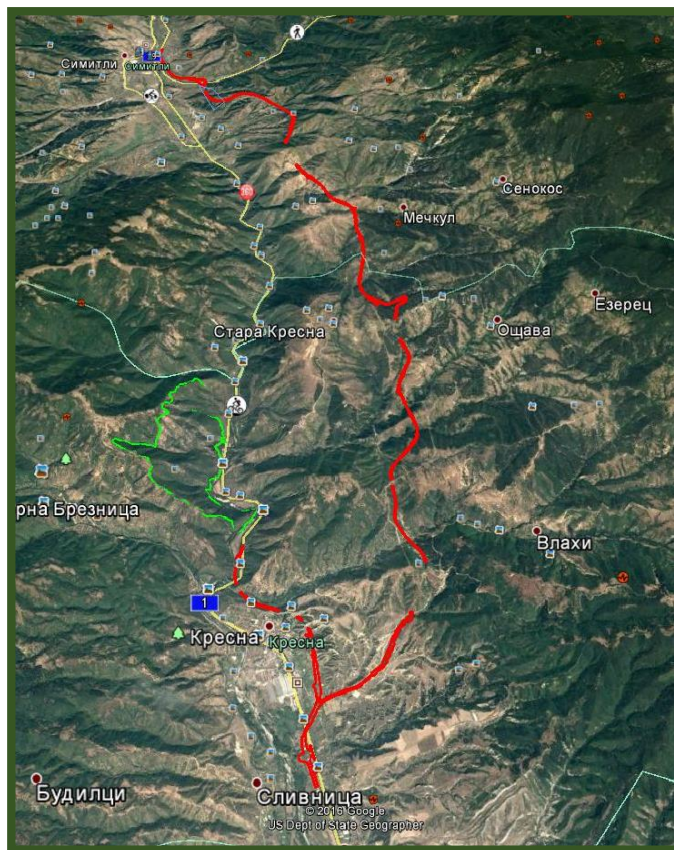 Симитли
Симитли
Сенокос
Мечкул
Езерец
Ощава
Стара Кресна
рна Брезница
Влахи
1
Кресна
Кресна
Будилци
Сливница
© 2016 Google
US Dept of State Geographer